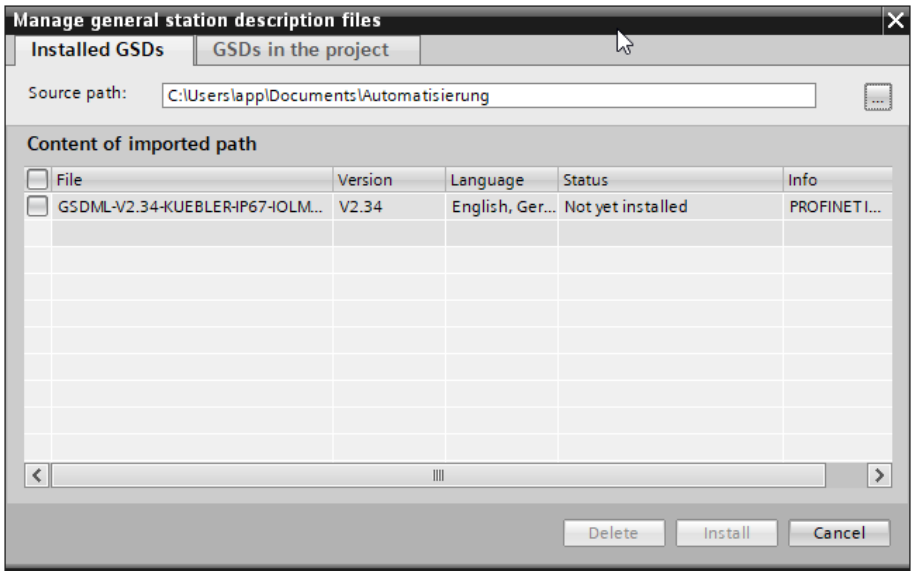 Manage general station description files
Installed GSDs GSDs in the project
Source path: C:\Users\app\Documents\Automatisierung ...
Content of imported path
File Version Language Status Info
GSDML-V2.34-KUEBLER-IP67-IOLM... V2.34 English, Ger... Not yet installed PROFINET I...
Delete Install Cancel